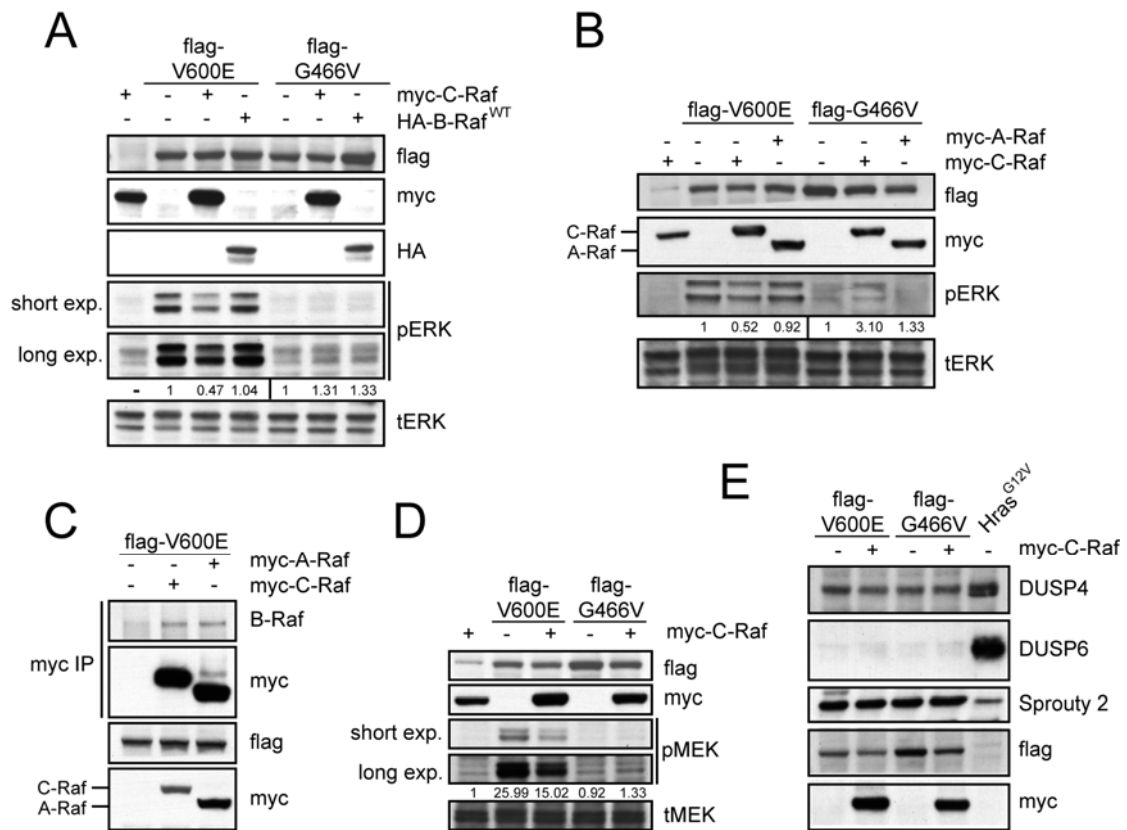 A
flag-
V600E
flag-
G466V
+ - + - - + - myc-C-Raf
- - - + - - + HA-B-Raf^WT
flag
myc
HA
short exp.
pERK
long exp.
- 1 0.47 1.04 1 1.31 1.33
tERK
B
flag-V600E flag-G466V
- - - + - - + myc-A-Raf
+ - + - - + - myc-C-Raf
flag
C-Raf
A-Raf
myc
pERK
1 0.52 0.92 1 3.10 1.33
tERK
C
flag-V600E
- - + myc-A-Raf
- + - myc-C-Raf
B-Raf
myc IP
myc
flag
C-Raf
A-Raf
myc
D
flag-
V600E
flag-
G466V
+ - + - + myc-C-Raf
flag
myc
short exp.
pMEK
long exp.
1 25.99 15.02 0.92 1.33
tMEK
E
flag-
V600E
flag-
G466V
Hras^G12V
- + - + - myc-C-Raf
DUSP4
DUSP6
Sprouty 2
flag
myc